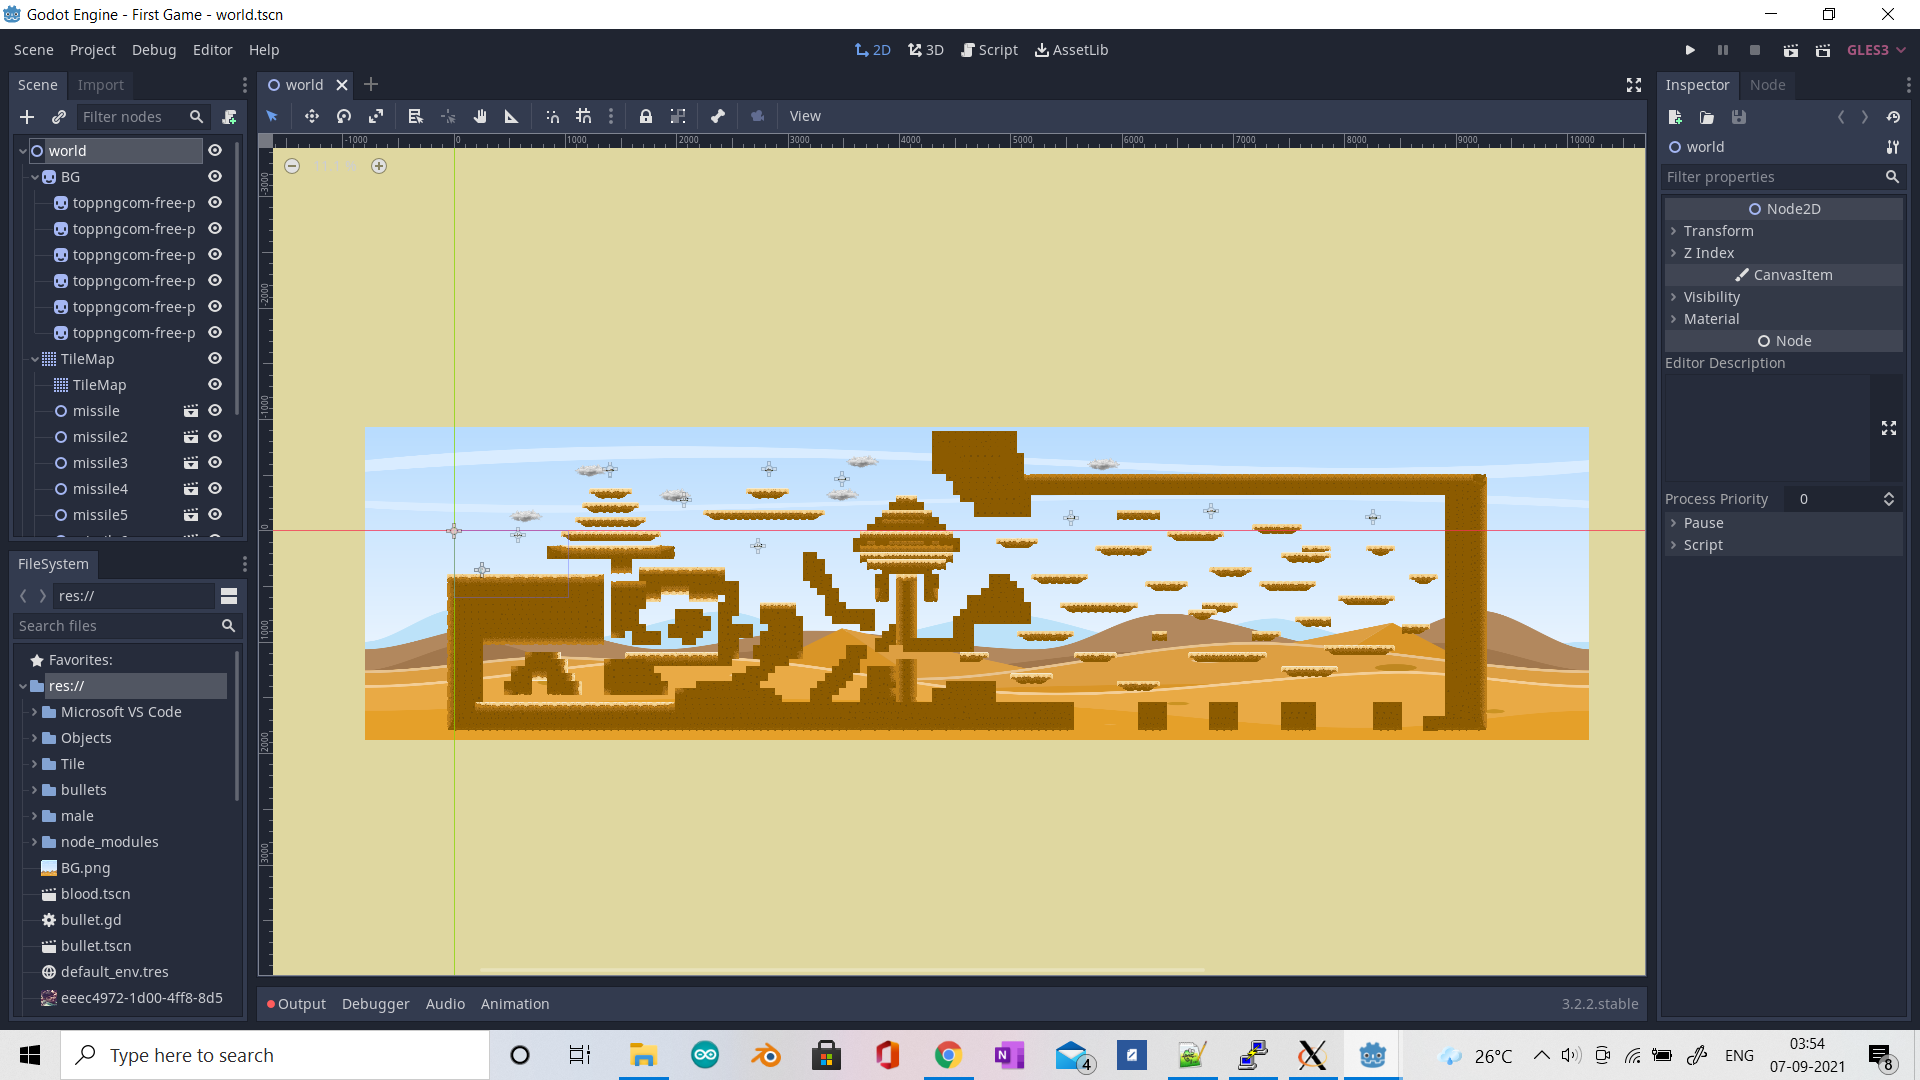 Godot Engine - First Game - world.tscn
Scene Project Debug Editor Help
2D 3D Script AssetLib
GLES3
Scene Import
Filter nodes
world
BG
toppngcom-free-p
toppngcom-free-p
toppngcom-free-p
toppngcom-free-p
toppngcom-free-p
toppngcom-free-p
TileMap
TileMap
missile
missile2
missile3
missile4
missile5
FileSystem
res://
Search files
Favorites:
res://
Microsoft VS Code
Objects
Tile
bullets
male
node_modules
BG.png
blood.tscn
bullet.gd
bullet.tscn
default_env.tres
eeec4972-1d00-4ff8-8d5
world
View
-1000 0 1000 2000 3000 4000 5000 6000 7000 8000 9000 10000
-3000
-2000
-1000
0
1000
2000
3000
Output Debugger Audio Animation
3.2.2.stable
Inspector Node
world
Filter properties
Node2D
Transform
Z Index
CanvasItem
Visibility
Material
Node
Editor Description
Process Priority 0
Pause
Script
Type here to search
4
26°C
ENG
03:54
07-09-2021
8